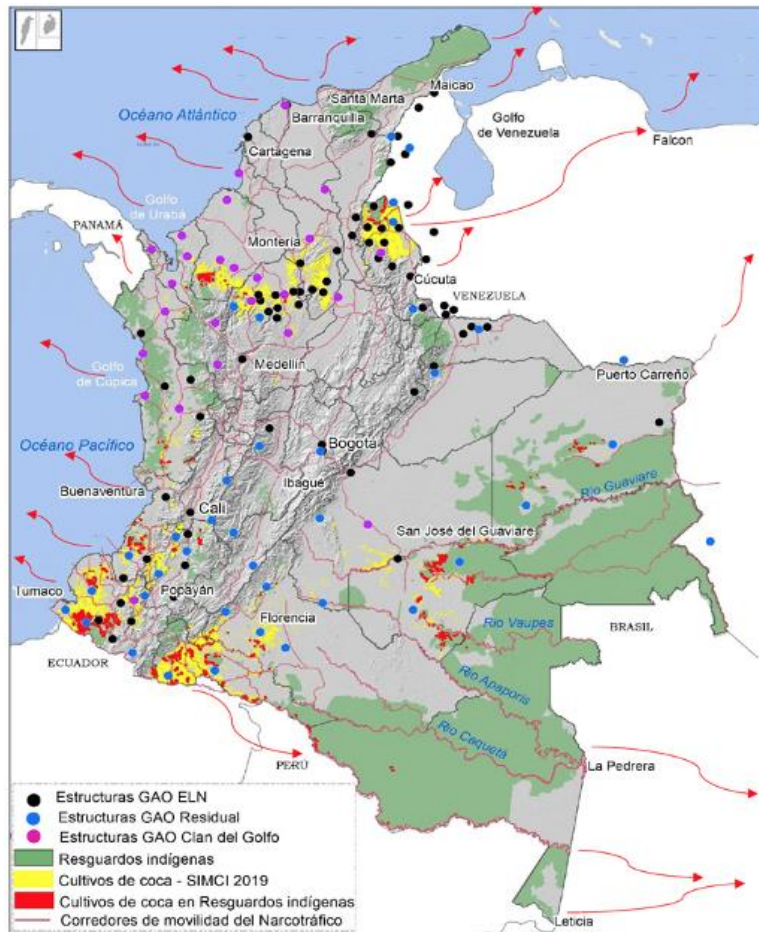 Maicao
Santa Marta
Océano Atlántico
Barranquilla
Golfo
de Venezuela
Falcon
Cartagena
Golfo
de Urabá
PANAMÁ
Montería
Cúcuta
VENEZUELA
Medellín
Puerto Carreño
Golfo
de Cúpica
Océano Pacífico
Bogotá
Ibagué
Río Guaviare
Buenaventura
Cali
San José del Guaviare
Tumaco
Popayán
Florencia
Río Vaupes
BRASIL
ECUADOR
Río Apaporis
Río Caquetá
PERÚ
La Pedrera
Leticia
Estructuras GAO ELN
Estructuras GAO Residual
Estructuras GAO Clan del Golfo
Resguardos indígenas
Cultivos de coca - SIMCI 2019
Cultivos de coca en Resguardos indígenas
Corredores de movilidad del Narcotráfico